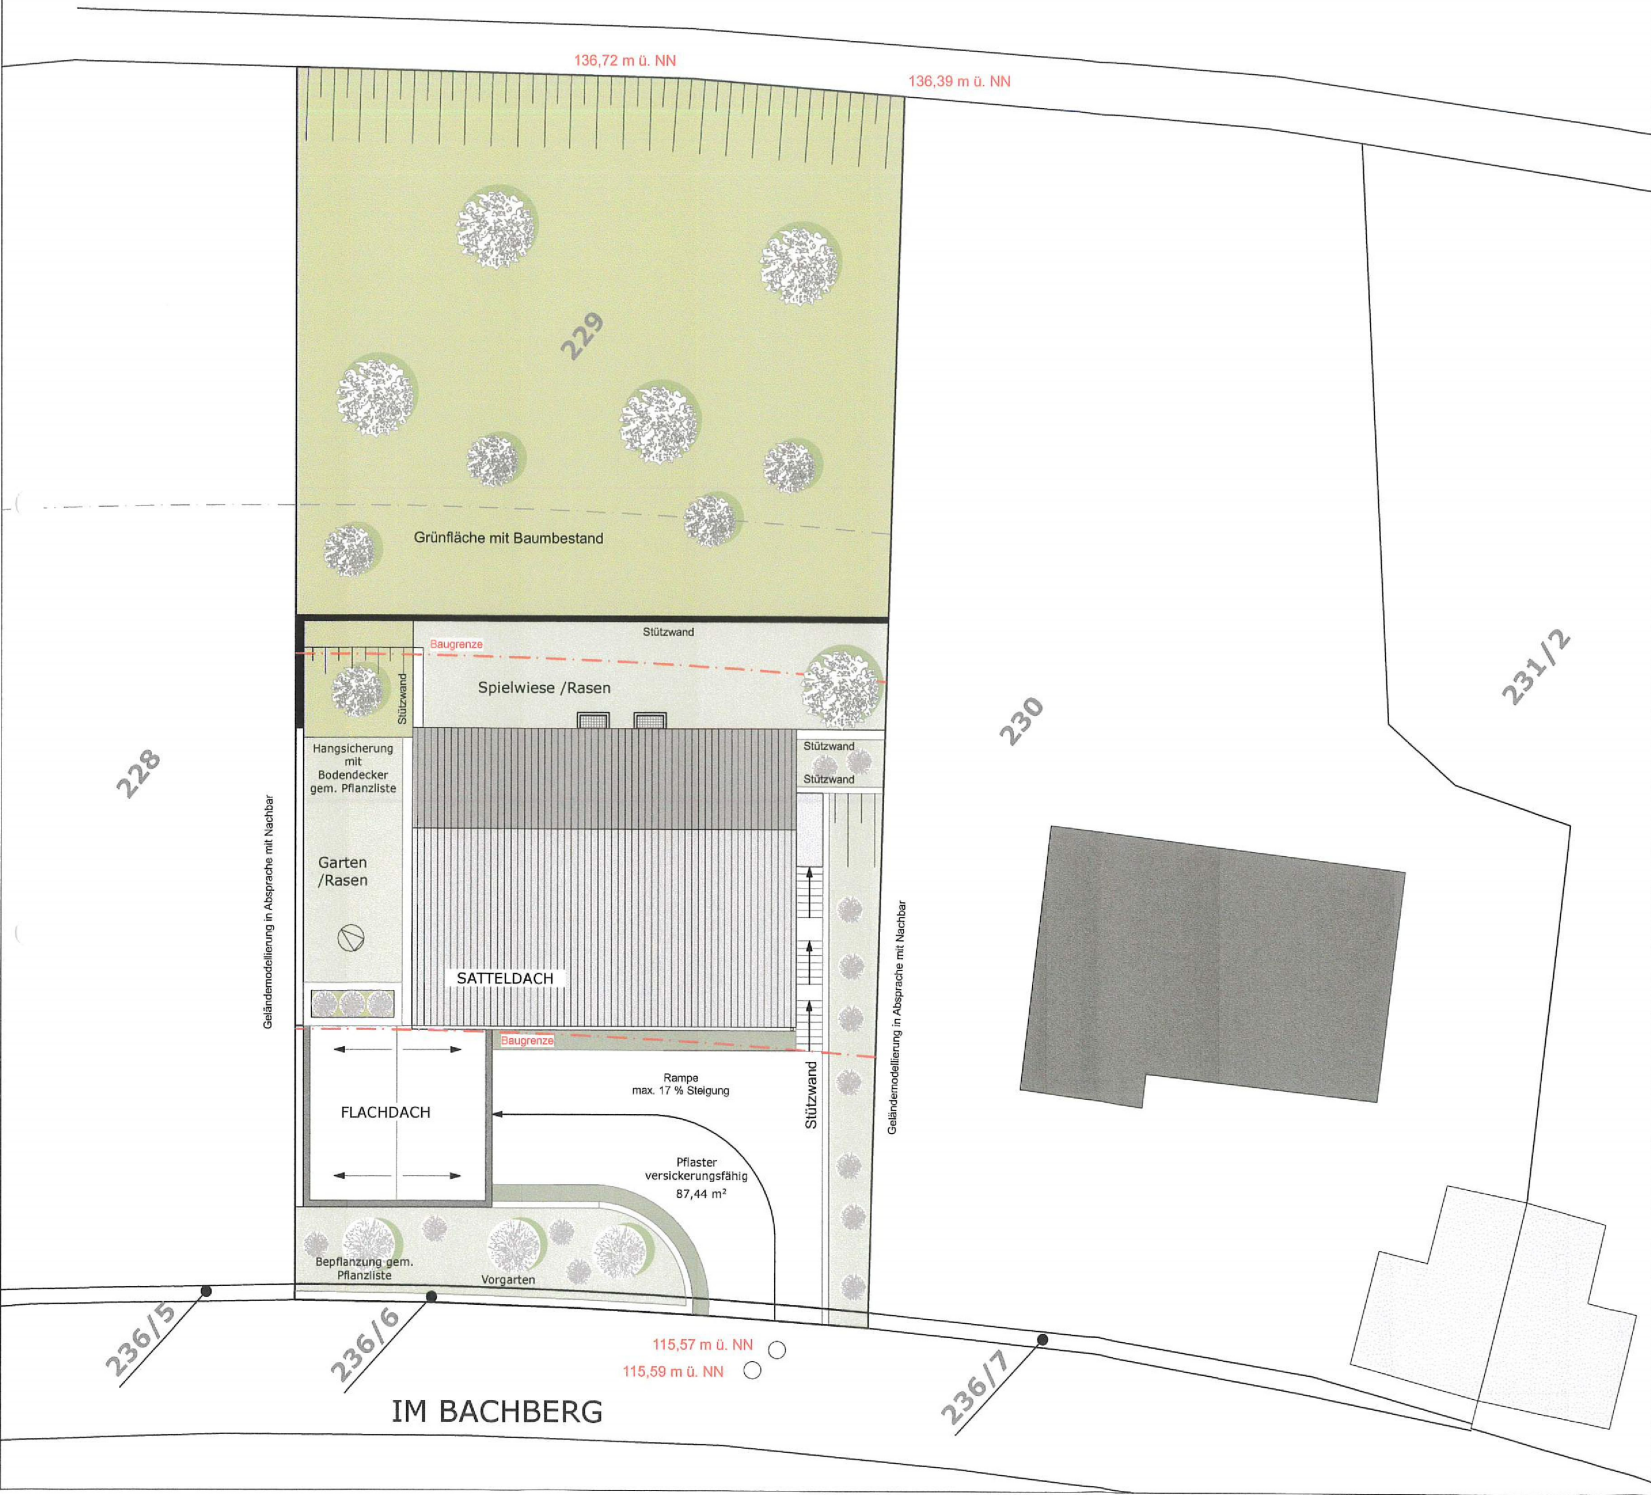 136,72 m ü. NN
136,39 m ü. NN
229
Grünfläche mit Baumbestand
Stützwand
Baugrenze
Spielwiese /Rasen
Stützwand
228
230
231/2
Hangsicherung
mit
Bodendecker
gem. Pflanzliste
Stützwand
Stützwand
Geländemodellierung in Absprache mit Nachbar
Garten
/Rasen
SATTELDACH
Geländemodellierung in Absprache mit Nachbar
Baugrenze
Stützwand
Rampe
max. 17 % Steigung
FLACHDACH
Pflaster
versickerungsfähig
87,44 m²
Bepflanzung gem.
Pflanzliste
Vorgarten
236/5
236/6
236/7
115,57 m ü. NN
115,59 m ü. NN
IM BACHBERG